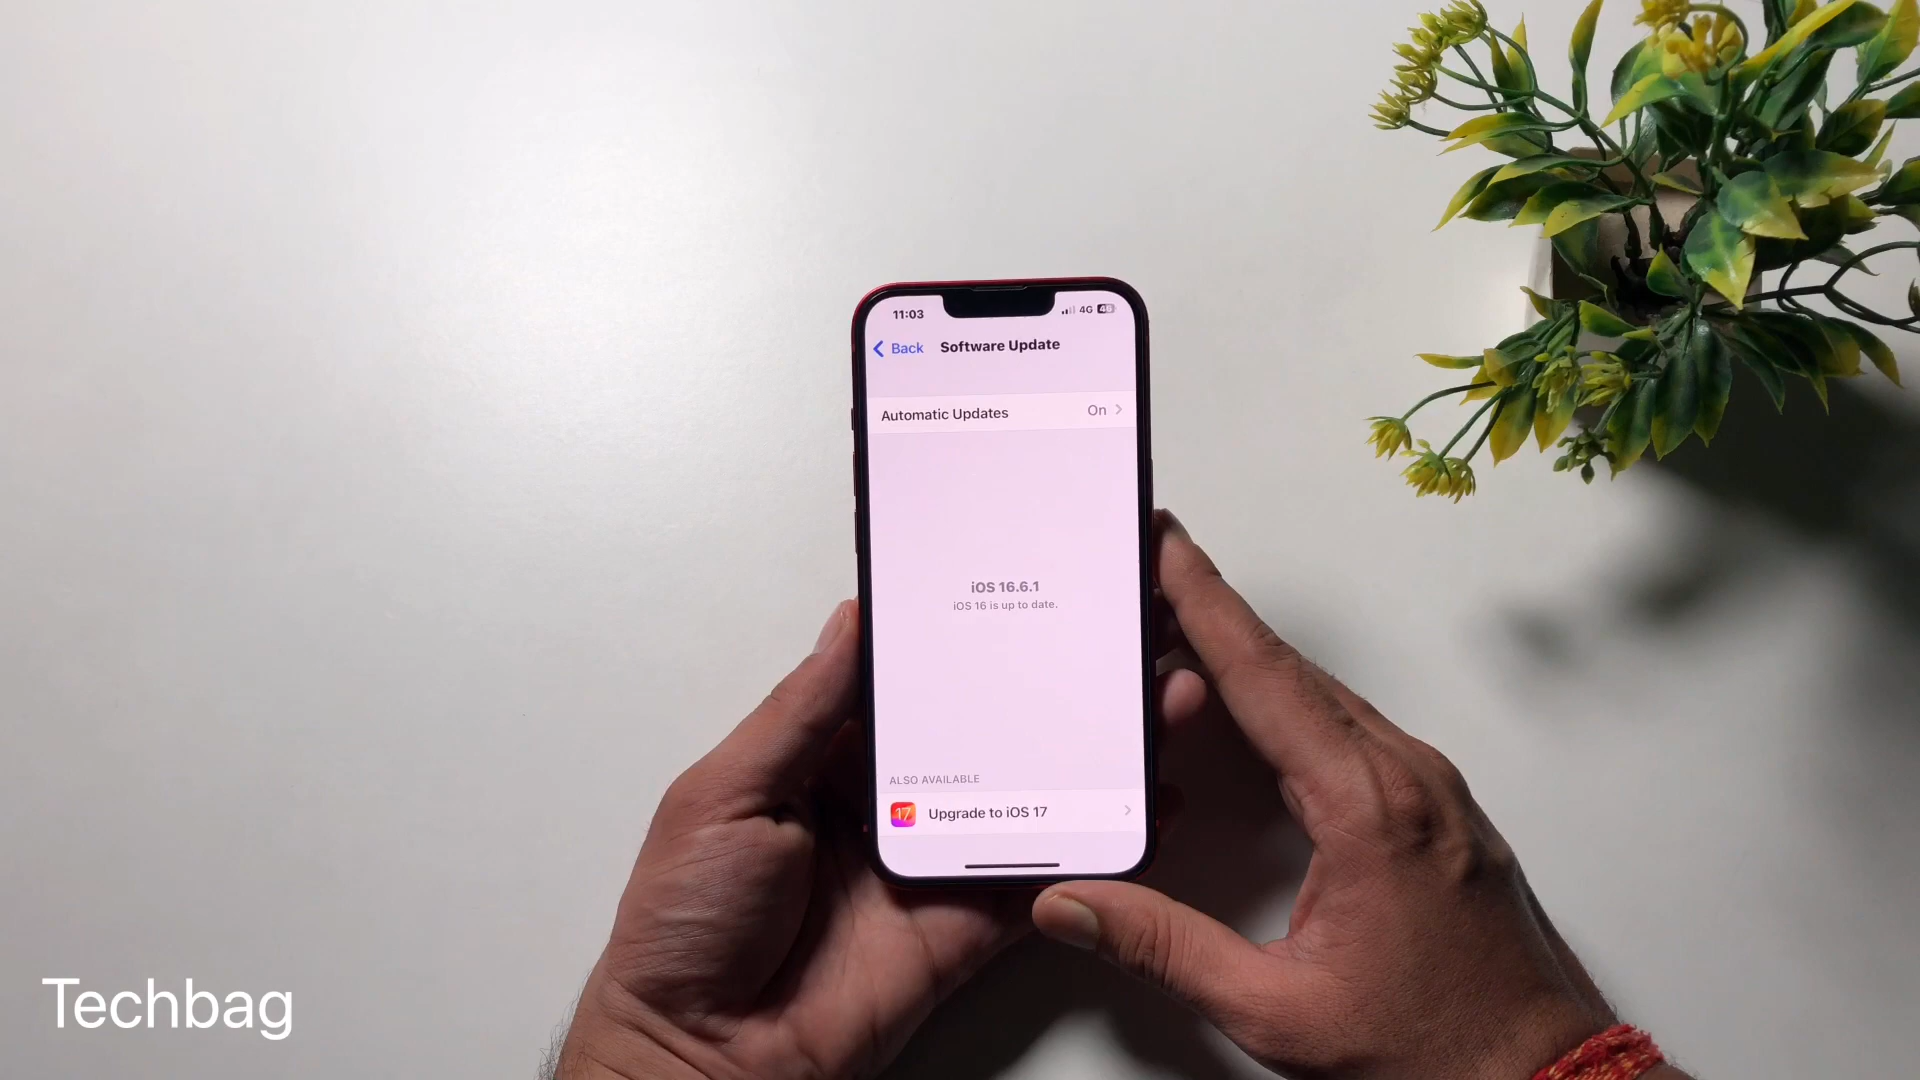 11:03
4G
Back
Software Update
Automatic Updates
On
iOS 16.6.1
iOS 16 is up to date.
ALSO AVAILABLE
17
Upgrade to iOS 17
Techbag